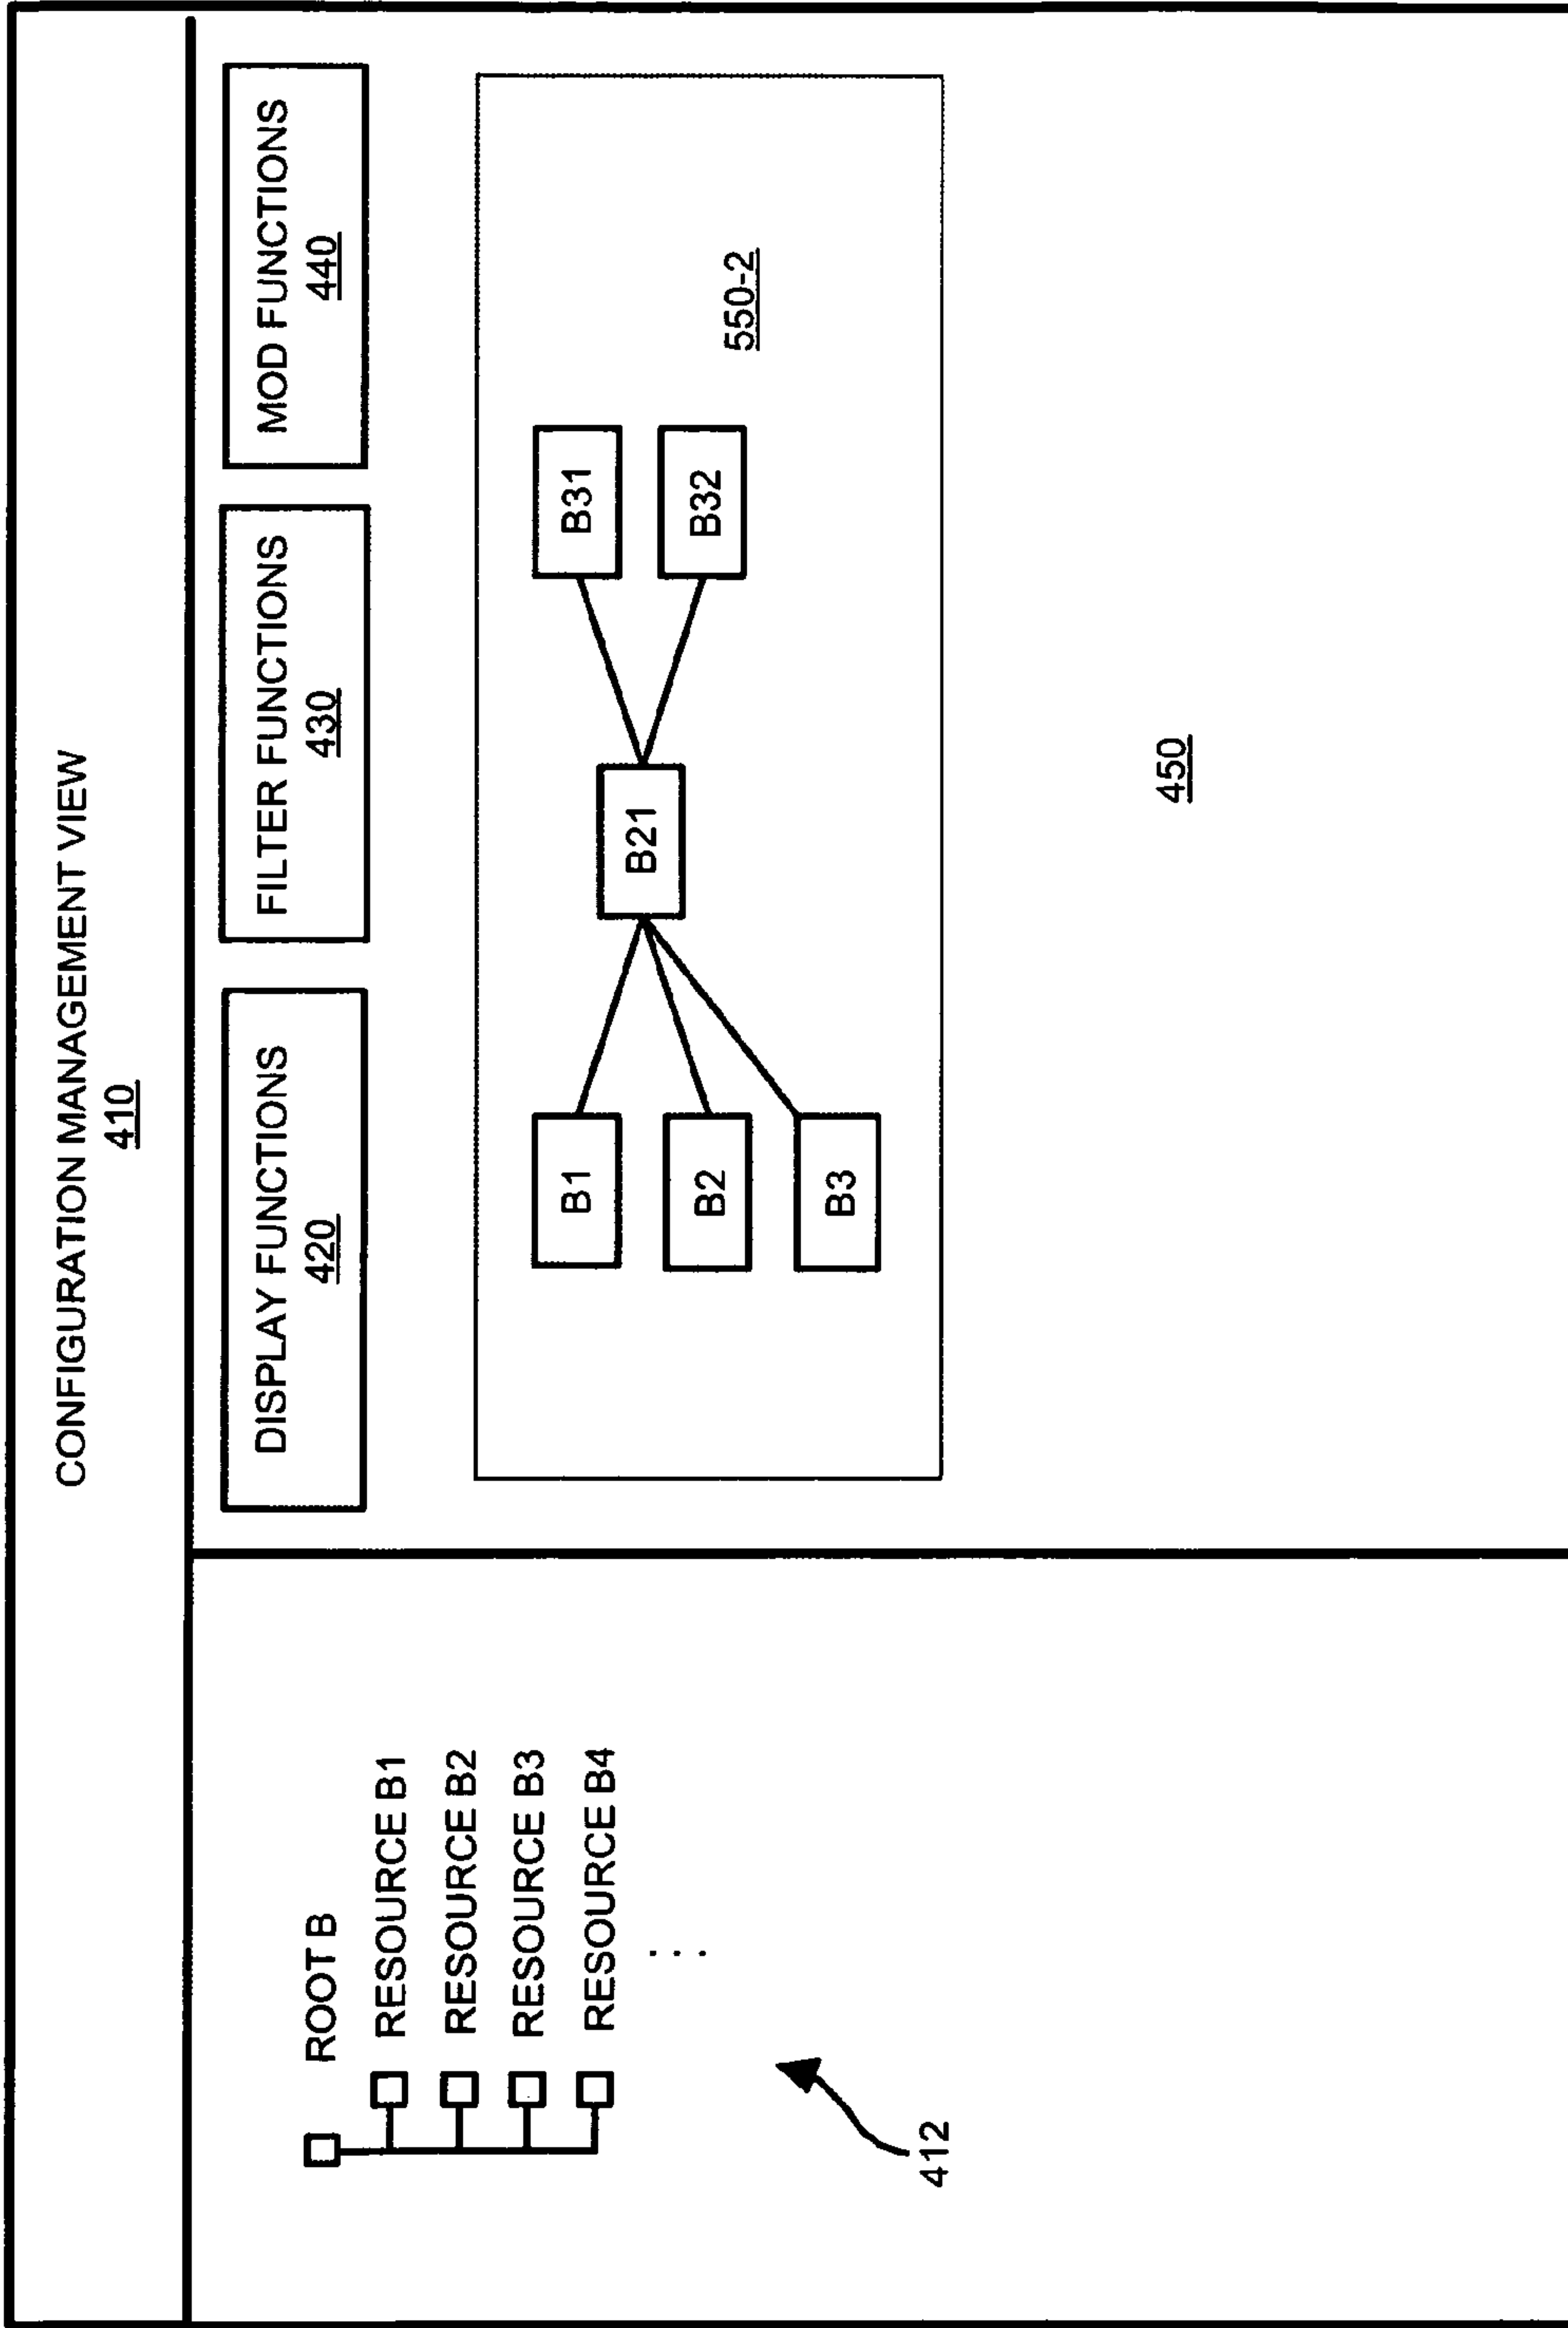 CONFIGURATION MANAGEMENT VIEW
410
ROOT B
RESOURCE B1
RESOURCE B2
RESOURCE B3
RESOURCE B4
. . .
412
DISPLAY FUNCTIONS
420
FILTER FUNCTIONS
430
MOD FUNCTIONS
440
B1
B2
B3
B21
B31
B32
550-2
450